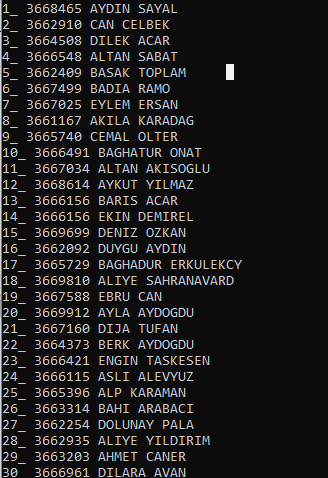 1_ 3668465 AYDIN SAYAL
2_ 3662910 CAN CELBEK
3_ 3664508 DILEK ACAR
4_ 3666548 ALTAN SABAT
5_ 3662409 BASAK TOPLAM
6_ 3667499 BADIA RAMO
7_ 3667025 EYLEM ERSAN
8_ 3661167 AKILA KARADAG
9_ 3665740 CEMAL OLTER
10_ 3666491 BAGHATUR ONAT
11_ 3667034 ALTAN AKISOGLU
12_ 3668614 AYKUT YILMAZ
13_ 3666156 BARIS ACAR
14_ 3666156 EKIN DEMIREL
15_ 3669699 DENIZ OZKAN
16_ 3662092 DUYGU AYDIN
17_ 3665729 BAGHADUR ERKULEKCY
18_ 3669810 ALIYE SAHRANAVARD
19_ 3667588 EBRU CAN
20_ 3669912 AYLA AYDOGDU
21_ 3667160 DIJA TUFAN
22_ 3664373 BERK AYDOGDU
23_ 3666421 ENGIN TASKESEN
24_ 3666115 ASLI ALEVYUZ
25_ 3665396 ALP KARAMAN
26_ 3663314 BAHI ARABACI
27_ 3662254 DOLUNAY PALA
28_ 3662935 ALIYE YILDIRIM
29_ 3663203 AHMET CANER
30_ 3666961 DILARA AVAN